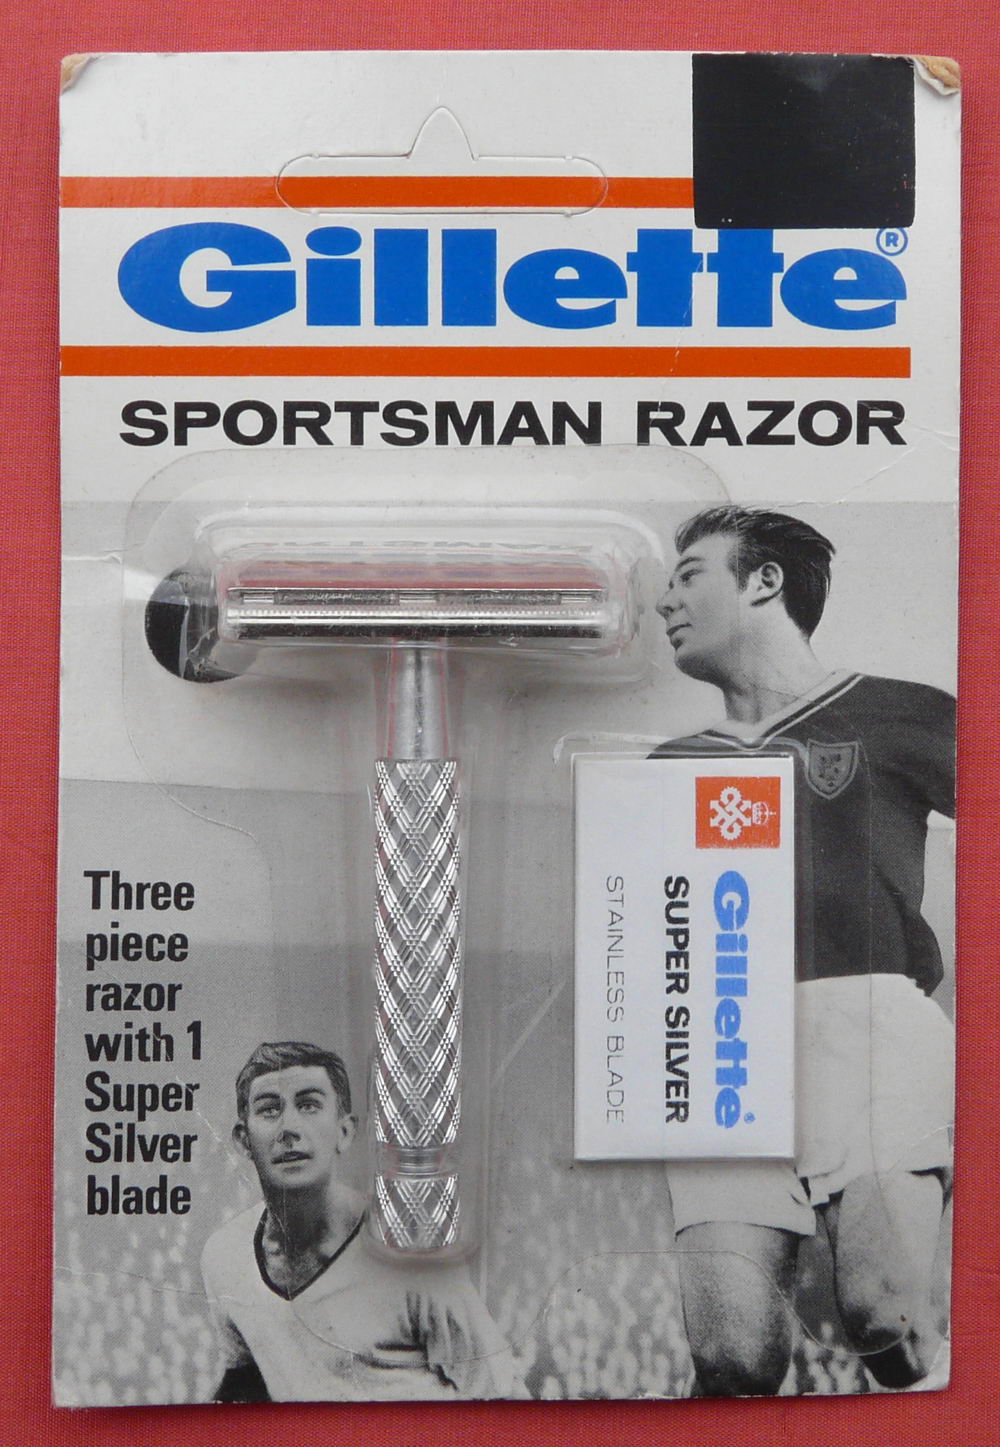 Gillette®
SPORTSMAN RAZOR
Three
piece
razor
with 1
Super
Silver
blade
Gillette®
SUPER SILVER
STAINLESS BLADE